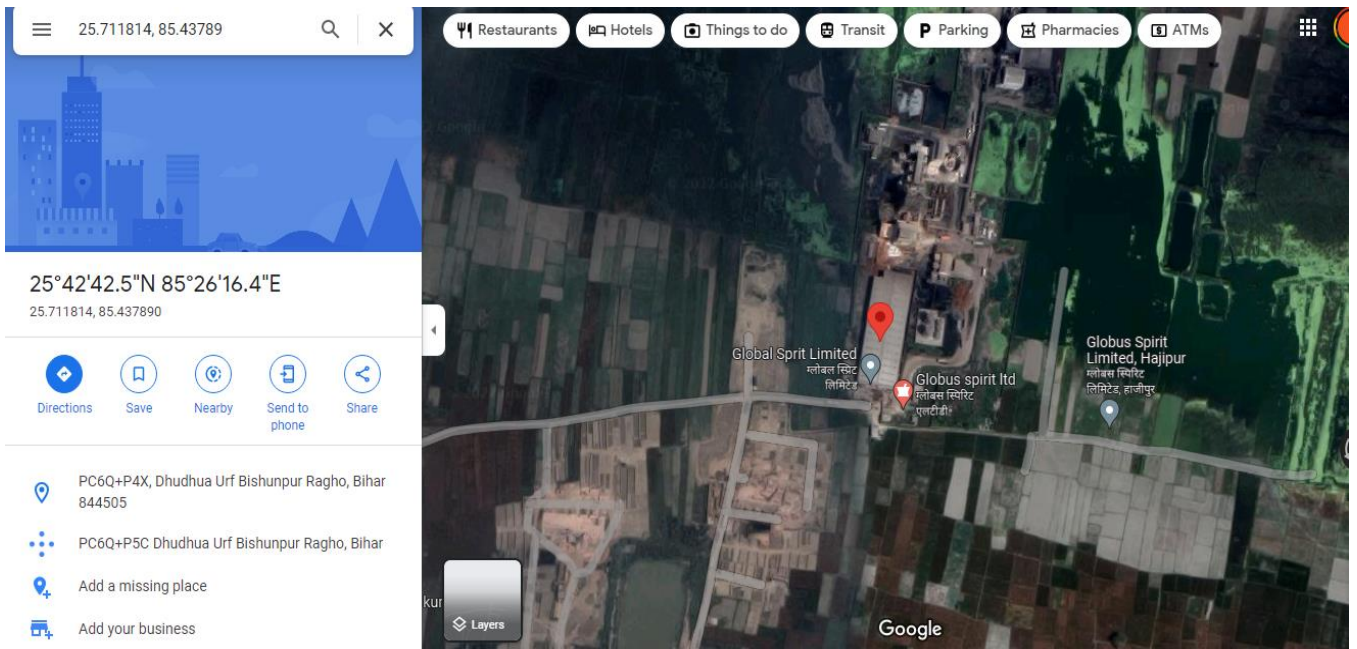 25.711814, 85.43789
Restaurants
Hotels
Things to do
Transit
Parking
Pharmacies
ATMs
25°42'42.5"N 85°26'16.4"E
25.711814, 85.437890
Directions
Save
Nearby
Send to
phone
Share
PC6Q+P4X, Dhudhua Urf Bishunpur Ragho, Bihar
844505
PC6Q+P5C Dhudhua Urf Bishunpur Ragho, Bihar
Add a missing place
Add your business
Global Sprit Limited
ग्लोबल स्प्रिट
लिमिटेड
Globus spirit ltd
ग्लोबस स्पिरिट
एलटीडी
Globus Spirit
Limited, Hajipur
ग्लोबस स्पिरिट
लिमिटेड, हाजीपुर
kur
Layers
Google